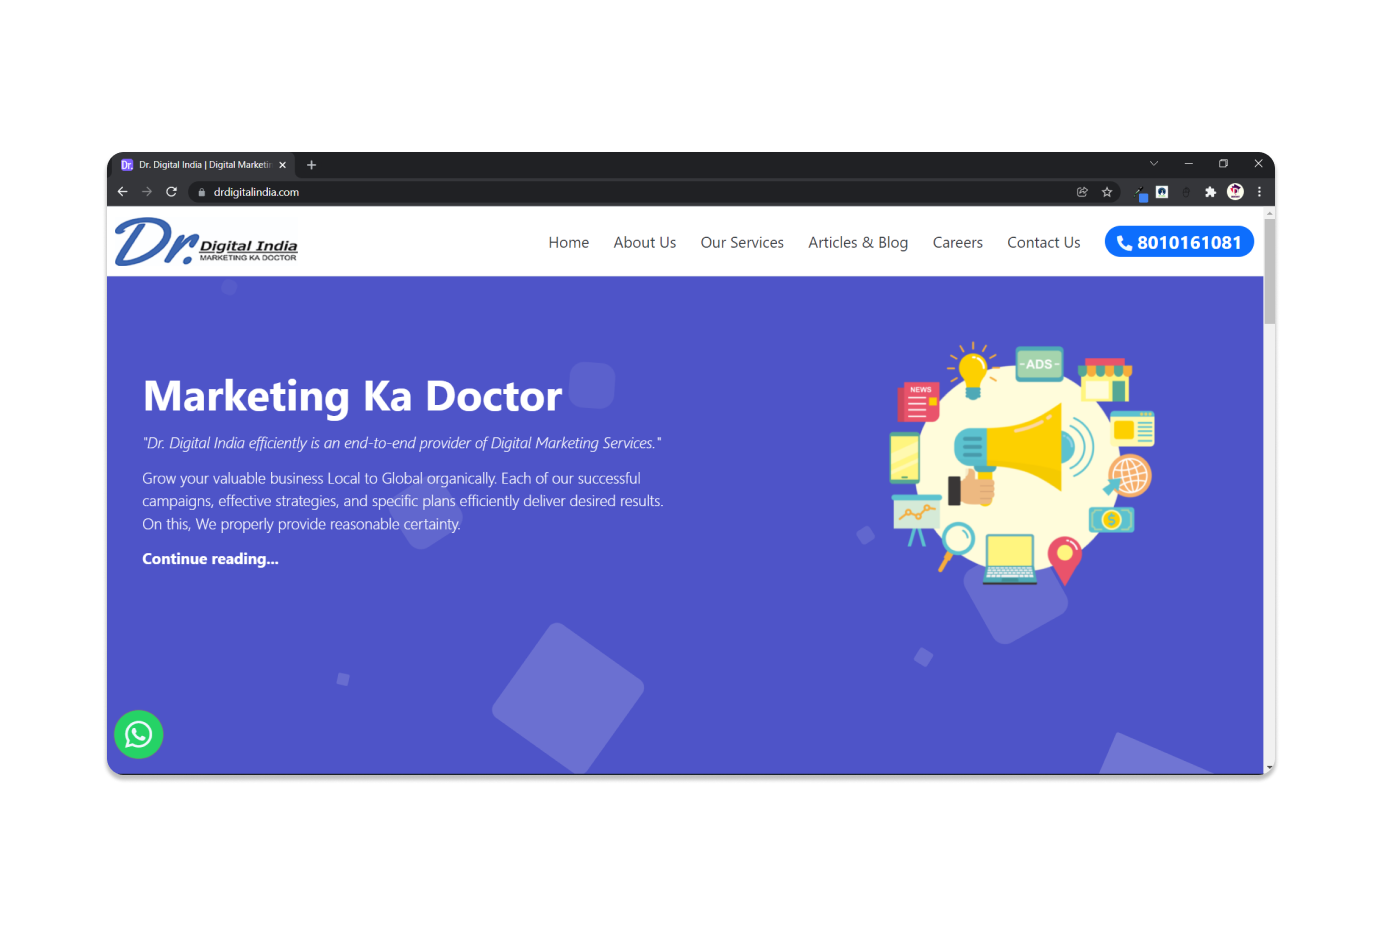 Dr. Dr. Digital India | Digital Marketin
drdigitalindia.com
Dr. Digital India
MARKETING KA DOCTOR
Home About Us Our Services Articles & Blog Careers Contact Us 8010161081
Marketing Ka Doctor
"Dr. Digital India efficiently is an end-to-end provider of Digital Marketing Services."
Grow your valuable business Local to Global organically. Each of our successful
campaigns, effective strategies, and specific plans efficiently deliver desired results.
On this, We properly provide reasonable certainty.
Continue reading...
ADS
NEWS
$